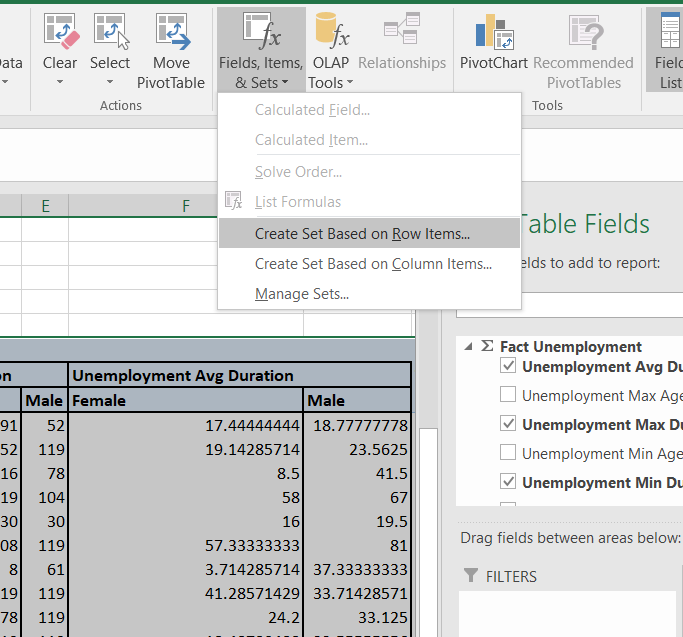 ata
Clear
Select
Move
PivotTable
Actions
Fields, Items,
& Sets
OLAP
Tools
Relationships
PivotChart
Recommended
PivotTables
Tools
Field
List
Calculated Field...
Calculated Item...
Solve Order...
List Formulas
Create Set Based on Row Items...
Create Set Based on Column Items...
Manage Sets...
E F
Table Fields
elds to add to report:
Σ Fact Unemployment
Unemployment Avg Du
Unemployment Max Age
Unemployment Max Du
Unemployment Min Age
Unemployment Min Du
Drag fields between areas below:
FILTERS
on Unemployment Avg Duration
Male Female Male
91 52 17.44444444 18.77777778
52 119 19.14285714 23.5625
16 78 8.5 41.5
19 104 58 67
30 30 16 19.5
08 119 57.33333333 81
8 61 3.714285714 37.33333333
19 119 41.28571429 33.71428571
78 119 24.2 33.125